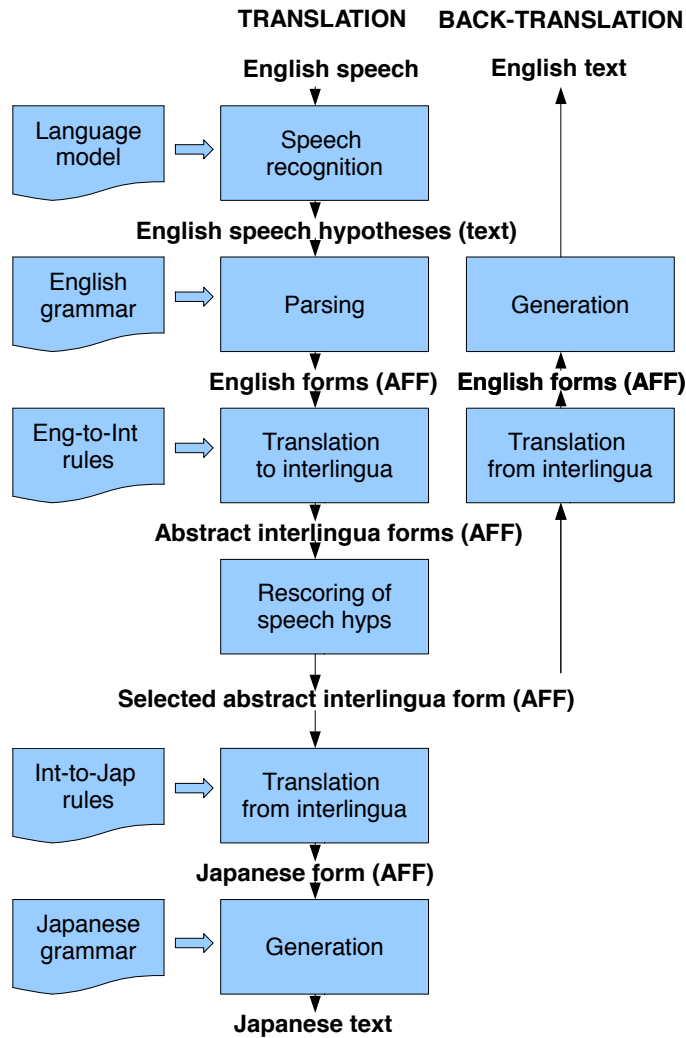 TRANSLATION BACK-TRANSLATION
English speech English text
Language
model
Speech
recognition
English speech hypotheses (text)
English
grammar
Parsing
Generation
English forms (AFF) English forms (AFF)
Eng-to-Int
rules
Translation
to interlingua
Translation
from interlingua
Abstract interlingua forms (AFF)
Rescoring of
speech hyps
Selected abstract interlingua form (AFF)
Int-to-Jap
rules
Translation
from interlingua
Japanese form (AFF)
Japanese
grammar
Generation
Japanese text